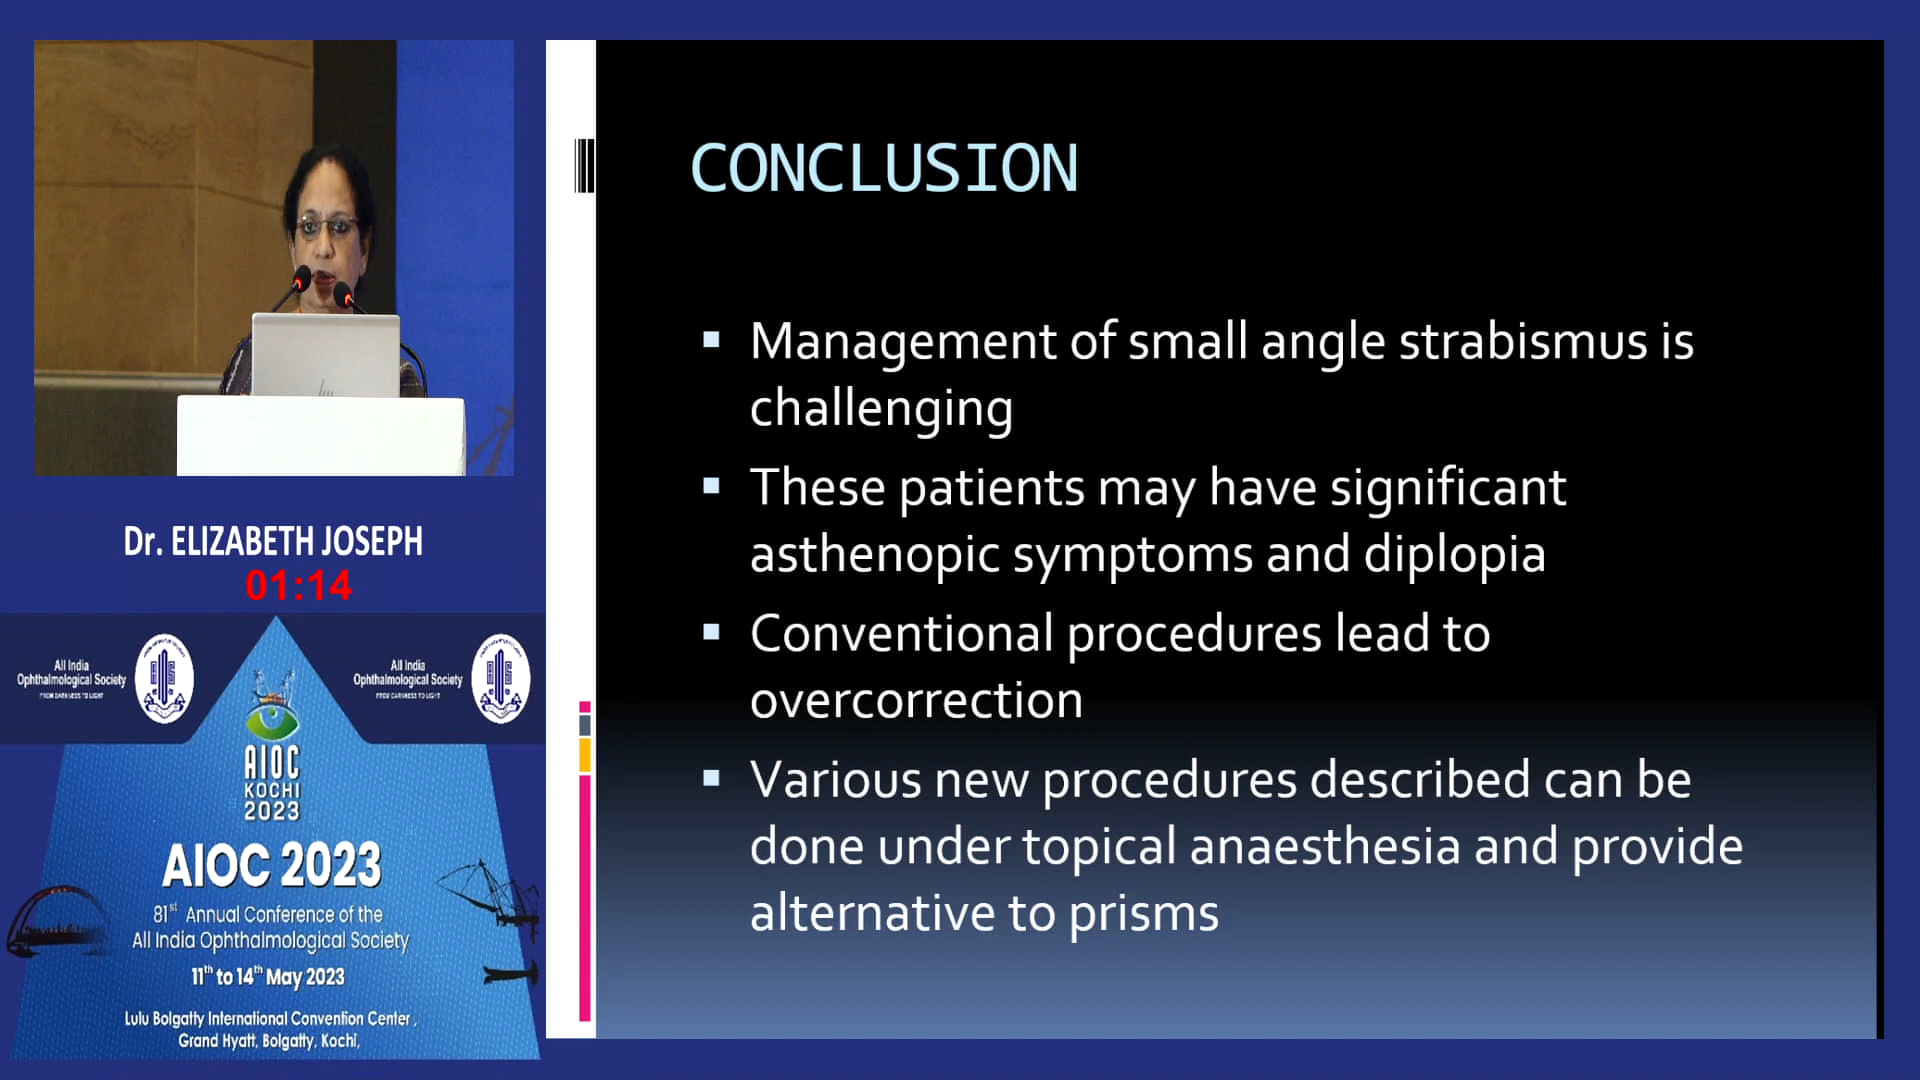 CONCLUSION
Management of small angle strabismus is
challenging
These patients may have significant
asthenopic symptoms and diplopia
Conventional procedures lead to
overcorrection
Various new procedures described can be
done under topical anaesthesia and provide
alternative to prisms
Dr. ELIZABETH JOSEPH
01:14
All India
Ophthalmological Society
FROM DARKNESS TO LIGHT
All India
Ophthalmological Society
FROM DARKNESS TO LIGHT
AIOC
KOCHI
2023
AIOC 2023
81st Annual Conference of the
All India Ophthalmological Society
11th to 14th May 2023
Lulu Bolgatty International Convention Center ,
Grand Hyatt, Bolgatty, Kochi,